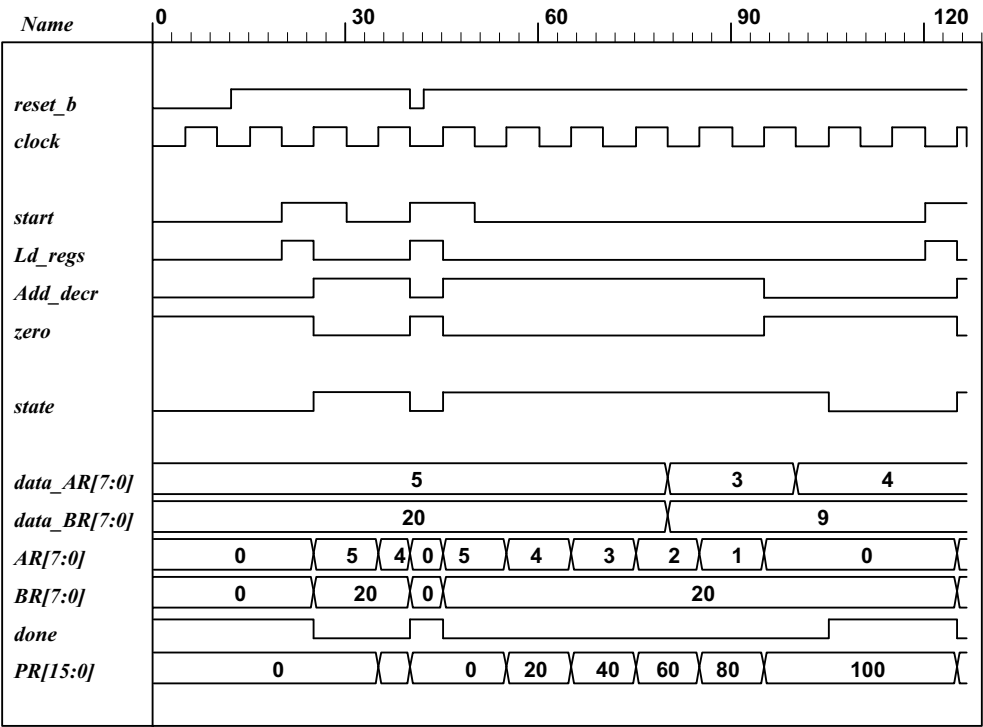 Name 0 30 60 90 120
reset_b
clock
start
Ld_regs
Add_decr
zero
state
data_AR[7:0] 5 3 4
data_BR[7:0] 20 9
AR[7:0] 0 5 4 0 5 4 3 2 1 0
BR[7:0] 0 20 0 20
done
PR[15:0] 0 0 20 40 60 80 100